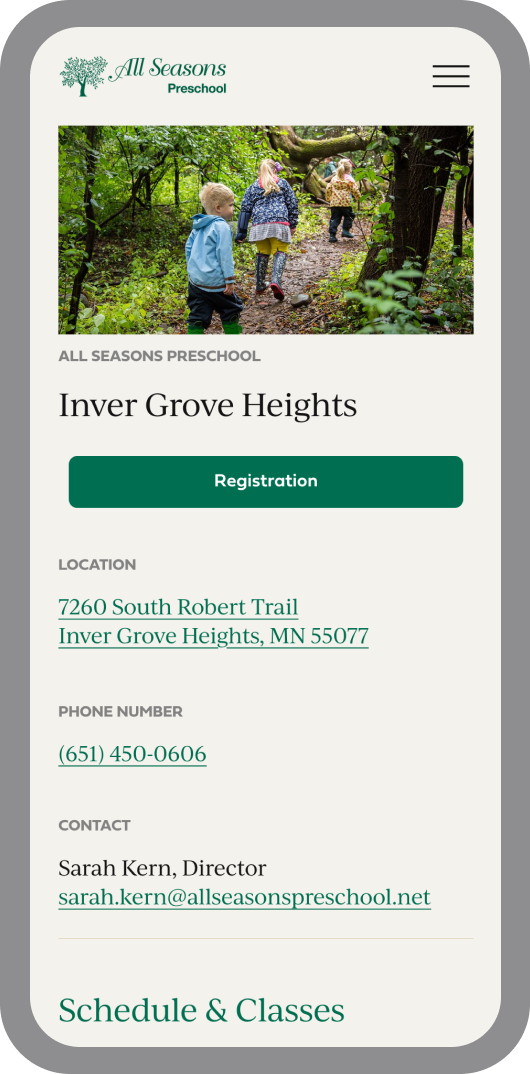 All Seasons
Preschool
ALL SEASONS PRESCHOOL
Inver Grove Heights
Registration
LOCATION
7260 South Robert Trail
Inver Grove Heights, MN 55077
PHONE NUMBER
(651) 450-0606
CONTACT
Sarah Kern, Director
sarah.kern@allseasonspreschool.net
Schedule & Classes